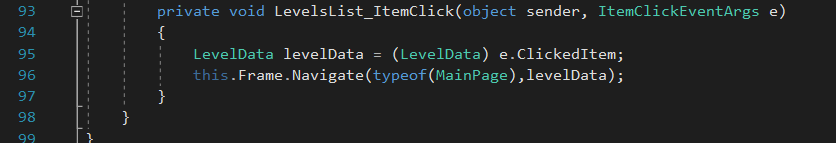 93 private void LevelsList_ItemClick(object sender, ItemClickEventArgs e)
94 {
95 LevelData levelData = (LevelData) e.ClickedItem;
96 this.Frame.Navigate(typeof(MainPage),levelData);
97 }
98 }
99 }